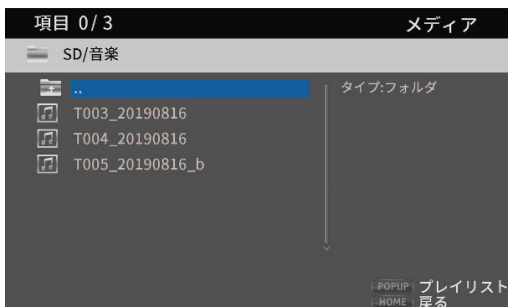 項目 0/3 メディア
SD/音楽
.. タイプ:フォルダ
T003_20190816
T004_20190816
T005_20190816_b
POPUP プレイリスト
HOME 戻る